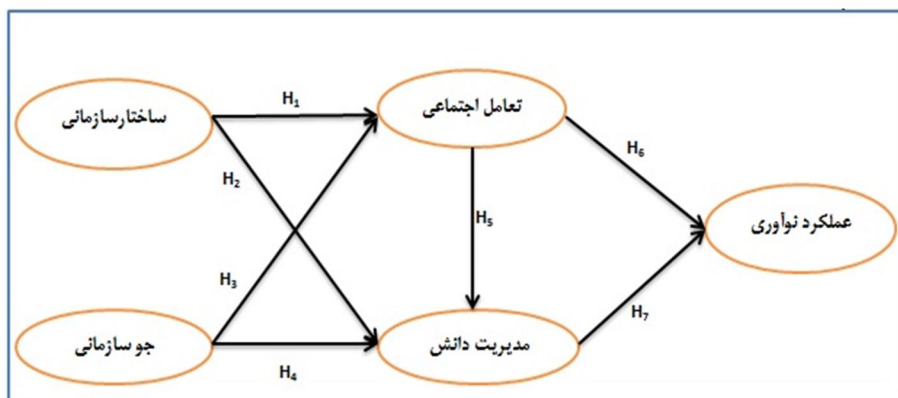 ساختارسازمانی
تعامل اجتماعی
عملکرد نوآوری
جو سازمانی
مدیریت دانش
H₁
H₂
H₃
H₄
H₅
H₆
H₇